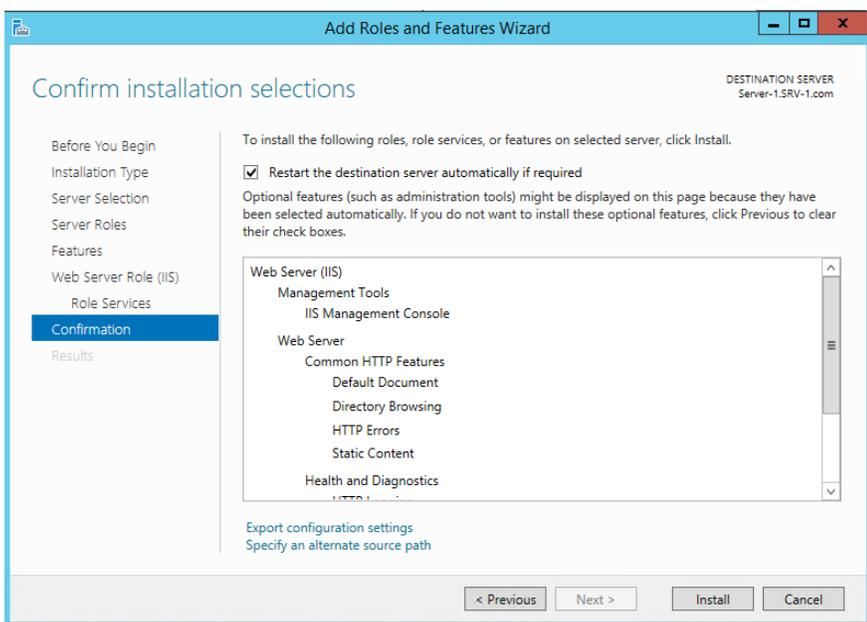 Add Roles and Features Wizard
Confirm installation selections
DESTINATION SERVER
Server-1.SRV-1.com
Before You Begin
Installation Type
Server Selection
Server Roles
Features
Web Server Role (IIS)
Role Services
Confirmation
Results
To install the following roles, role services, or features on selected server, click Install.
Restart the destination server automatically if required
Optional features (such as administration tools) might be displayed on this page because they have
been selected automatically. If you do not want to install these optional features, click Previous to clear
their check boxes.
Web Server (IIS)
Management Tools
IIS Management Console
Web Server
Common HTTP Features
Default Document
Directory Browsing
HTTP Errors
Static Content
Health and Diagnostics
Export configuration settings
Specify an alternate source path
< Previous
Next >
Install
Cancel